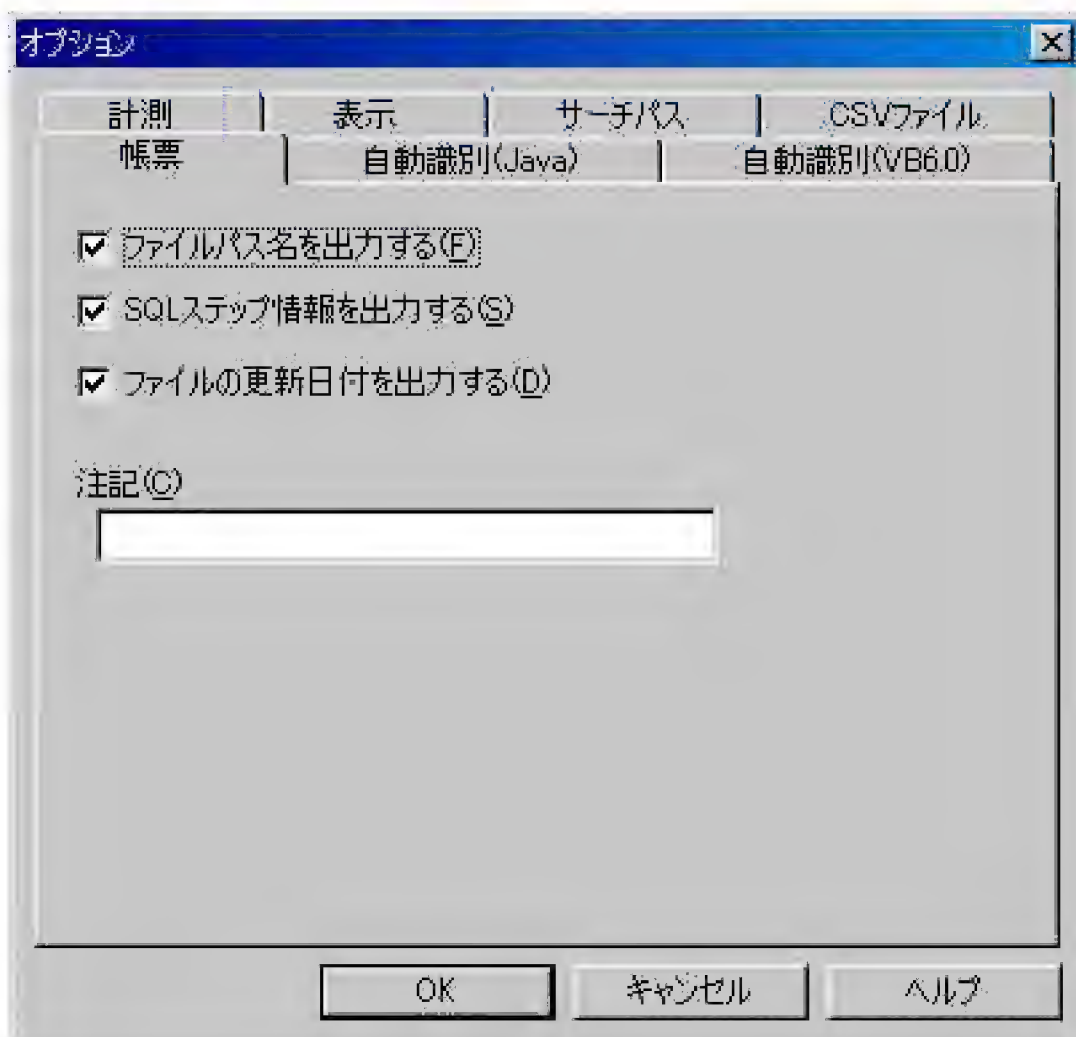 オプション
計測 表示 サーチパス CSVファイル
帳票 自動識別(Java) 自動識別(VB6.0)
ファイルパス名を出力する(F)
SQLステップ情報を出力する(S)
ファイルの更新日付を出力する(D)
注記(C)
OK キャンセル ヘルプ